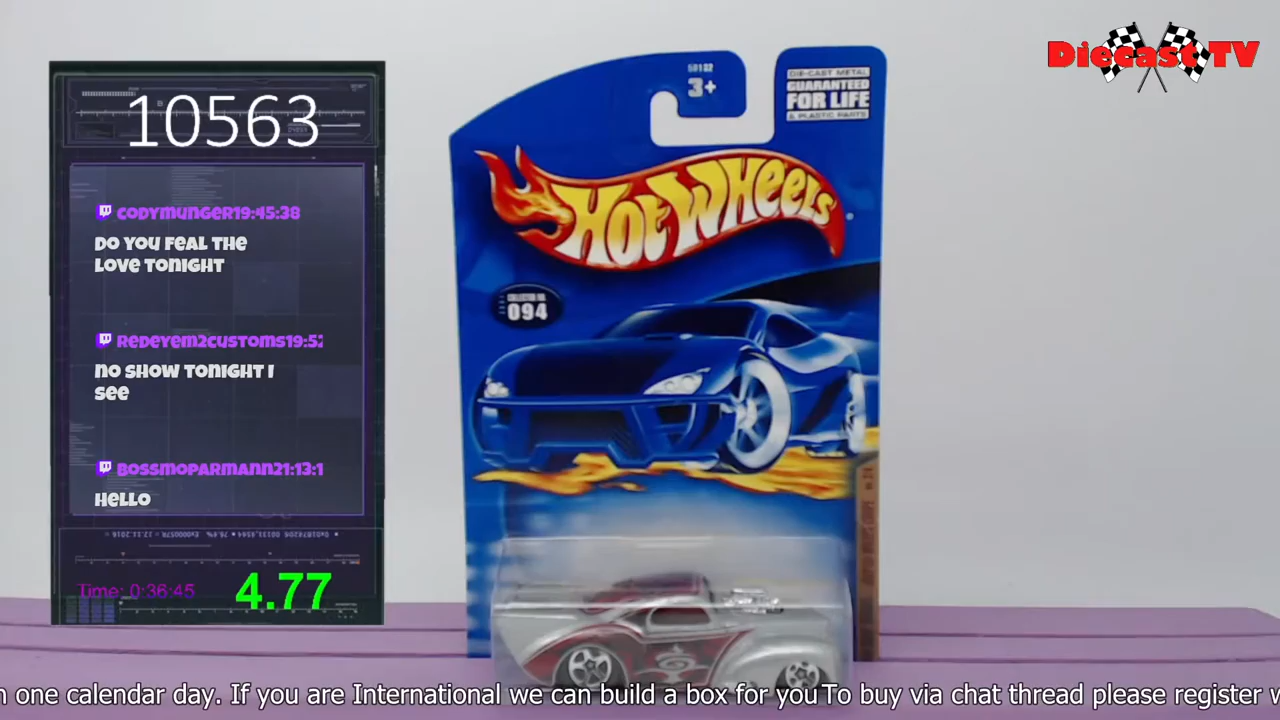 10563
codymunger19:45:38
Do you feal the
love tonight
Redeyem2customs19:52
no show tonight I
see
Bossmoparmann21:13:1
Hello
Time: 0:36:45
4.77
50132
3+
DIE-CAST METAL
GUARANTEED
FOR LIFE
& PLASTIC PARTS
Hot Wheels
COLLECTOR NO.
094
Diecast TV
n one calendar day. If you are International we can build a box for you To buy via chat thread please register w